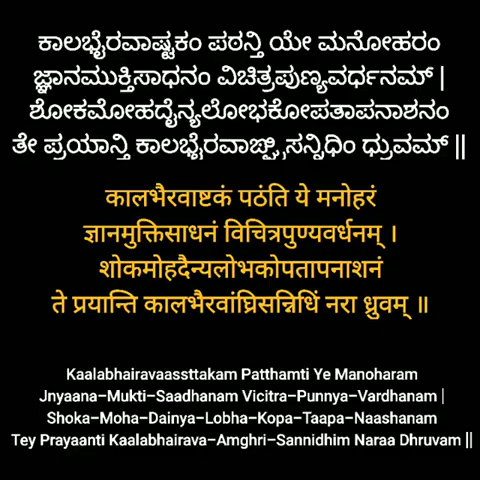 ಕಾಲಭೈರವಾಷ್ಟಕಂ ಪಠನ್ತಿ ಯೇ ಮನೋಹರಂ
ಜ್ಞಾನಮುಕ್ತಿಸಾಧನಂ ವಿಚಿತ್ರಪುಣ್ಯವರ್ಧನಮ್ |
ಶೋಕಮೋಹದೈನ್ಯಲೋಭಕೋಪತಾಪನಾಶನಂ
ತೇ ಪ್ರಯಾನ್ತಿ ಕಾಲಭೈರವಾಙ್ಘ್ರಿಸನ್ನಿಧಿಂ ಧ್ರುವಮ್ ||
कालभैरवाष्टकं पठंति ये मनोहरं
ज्ञानमुक्तिसाधनं विचित्रपुण्यवर्धनम् ।
शोकमोहदैन्यलोभकोपतापनाशनं
ते प्रयान्ति कालभैरवांघ्रिसन्निधिं नरा ध्रुवम् ॥
Kaalabhairavaassttakam Patthamti Ye Manoharam
Jnyaana–Mukti–Saadhanam Vicitra–Punnya–Vardhanam |
Shoka–Moha–Dainya–Lobha–Kopa–Taapa–Naashanam
Tey Prayaanti Kaalabhairava–Amghri–Sannidhim Naraa Dhruvam ||